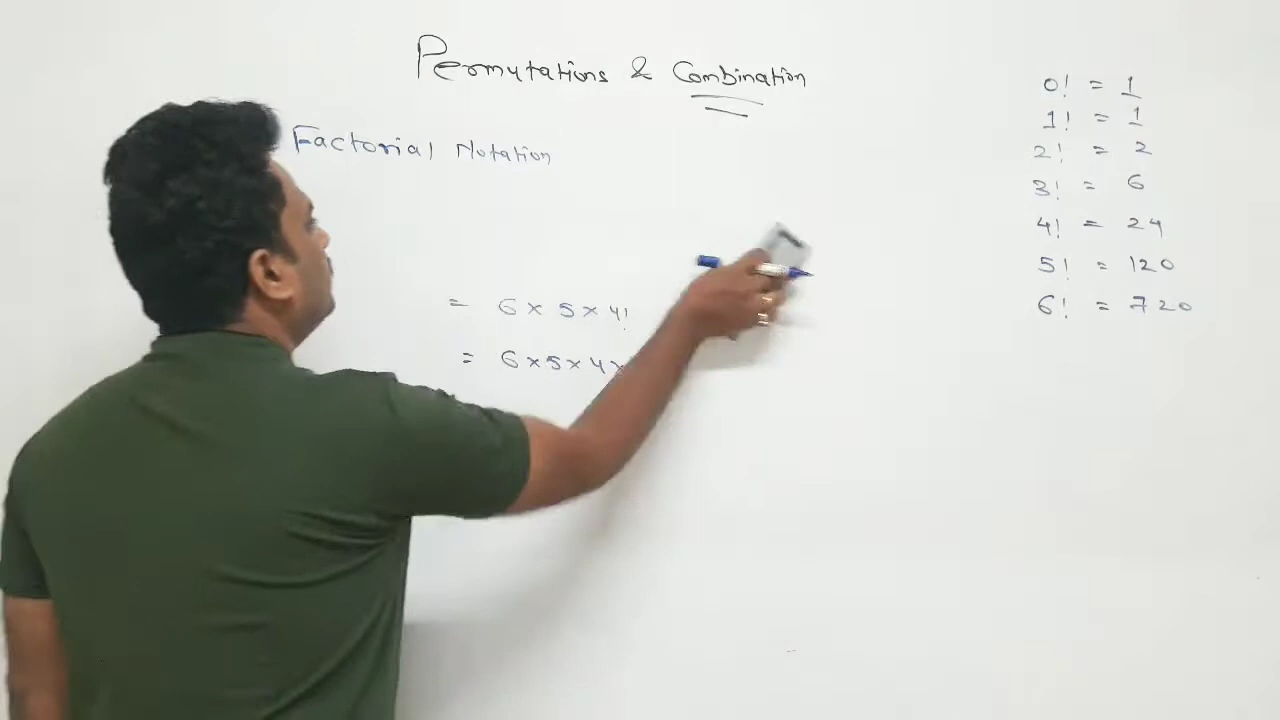 Permutations & Combination
Factorial Notation
= 6 × 5 × 4!
= 6 × 5 × 4 ×
0! = 1
1! = 1
2! = 2
3! = 6
4! = 24
5! = 120
6! = 720